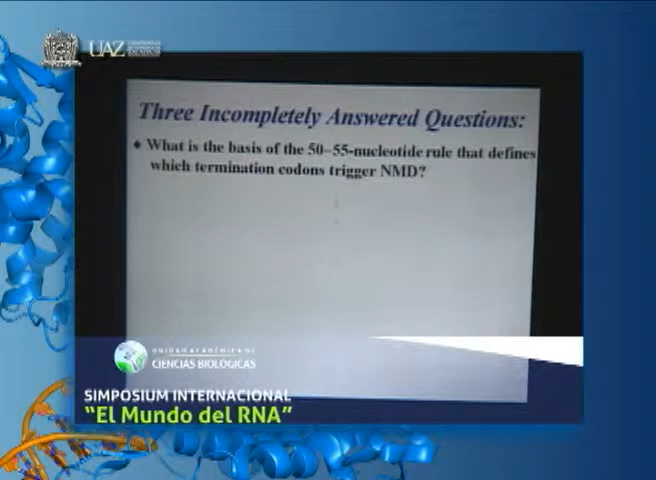 UAZ
Three Incompletely Answered Questions:
♦ What is the basis of the 50–55-nucleotide rule that defines
which termination codons trigger NMD?
UNIDAD ACADÉMICA DE
CIENCIAS BIOLÓGICAS
SIMPOSIUM INTERNACIONAL
“El Mundo del RNA”